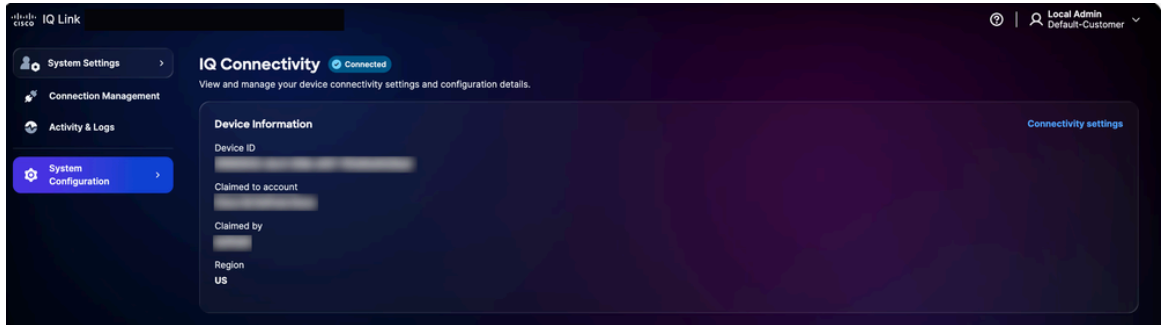 cisco IQ Link
Local Admin
Default-Customer
System Settings
Connection Management
Activity & Logs
System
Configuration
IQ Connectivity Connected
View and manage your device connectivity settings and configuration details.
Device Information
Connectivity settings
Device ID
Claimed to account
Claimed by
Region
US